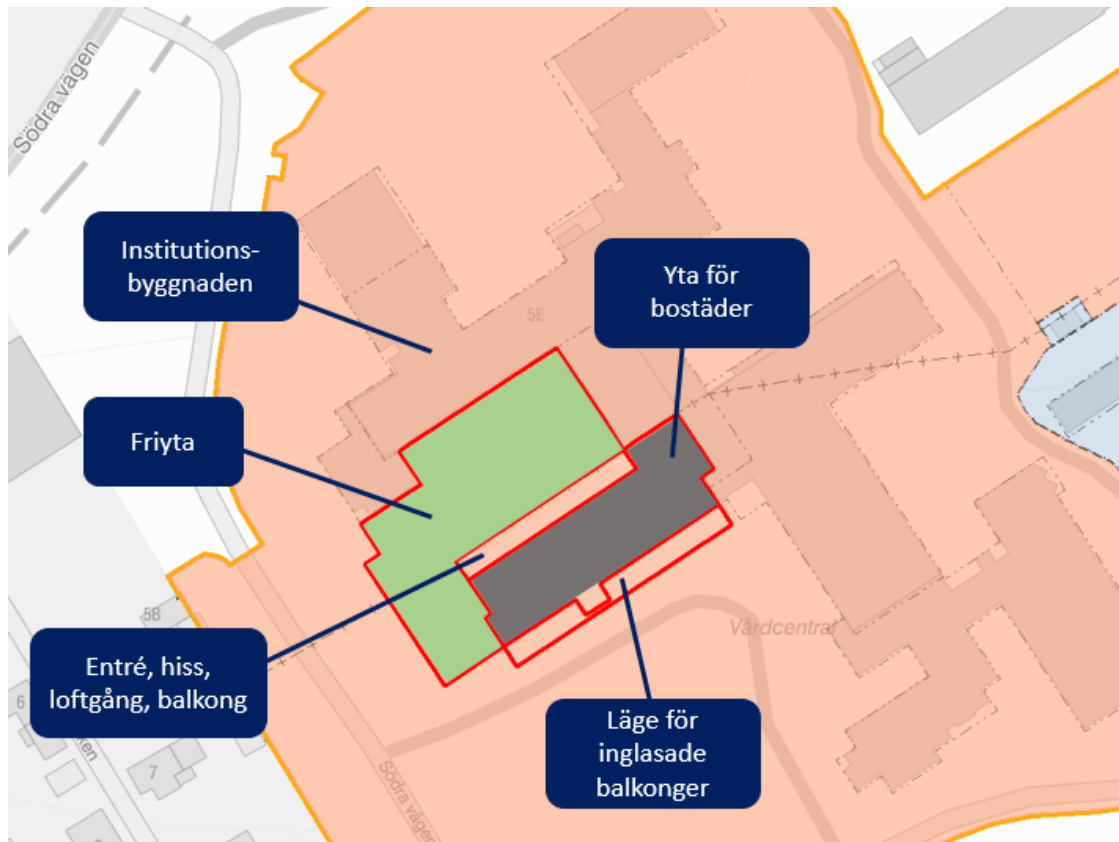 Södra vägen
Institutions-
byggnaden
Yta för
bostäder
5E
Friyta
5B
Vårdcentral
Entré, hiss,
loftgång, balkong
Läge för
inglasade
balkonger
6
7
Södra vägen